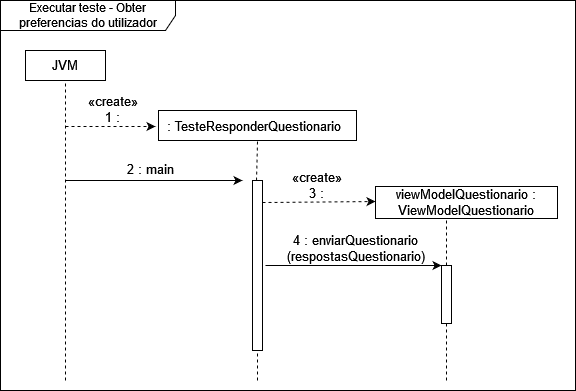 Executar teste - Obter
preferencias do utilizador
JVM
«create»
1 :
: TesteResponderQuestionario
2 : main
«create»
3 :
viewModelQuestionario :
ViewModelQuestionario
4 : enviarQuestionario
(respostasQuestionario)